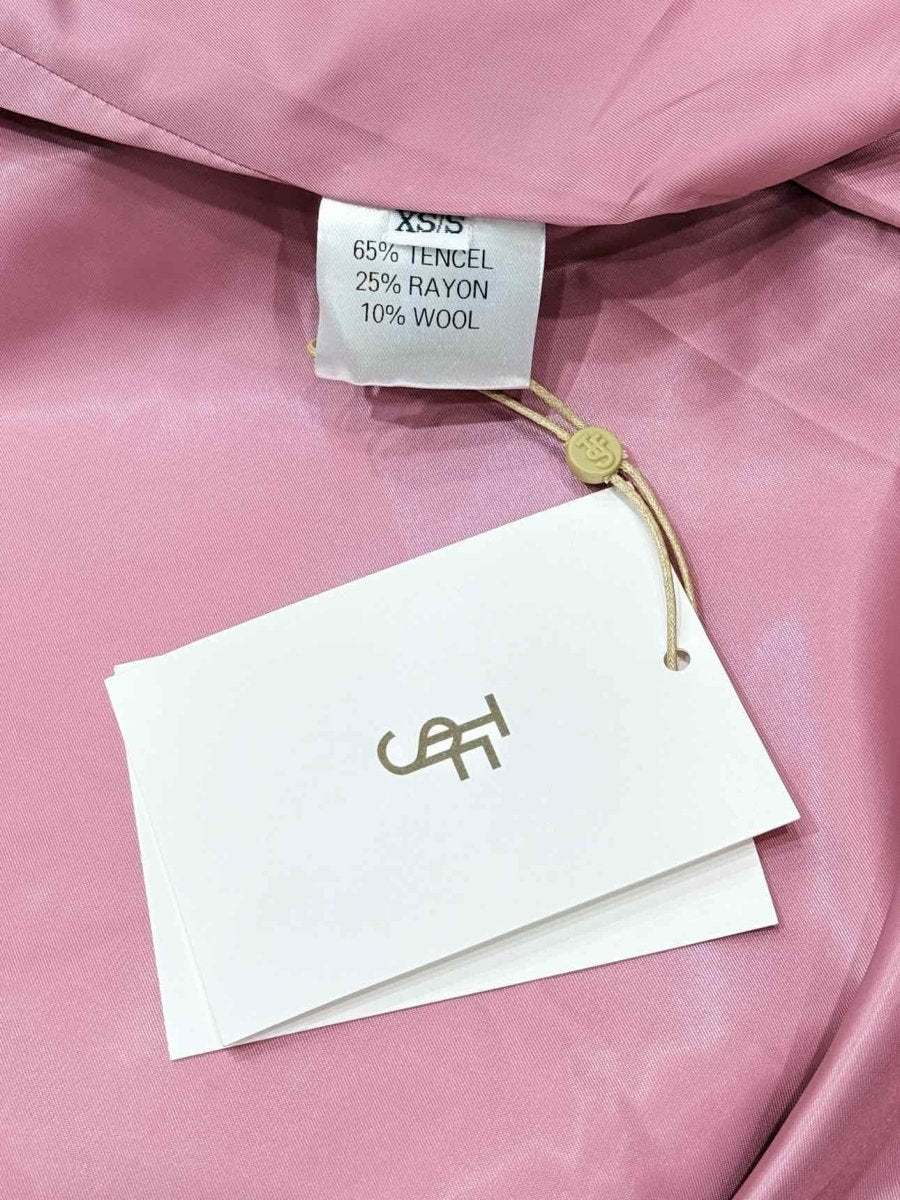 XS/S
65% TENCEL
25% RAYON
10% WOOL